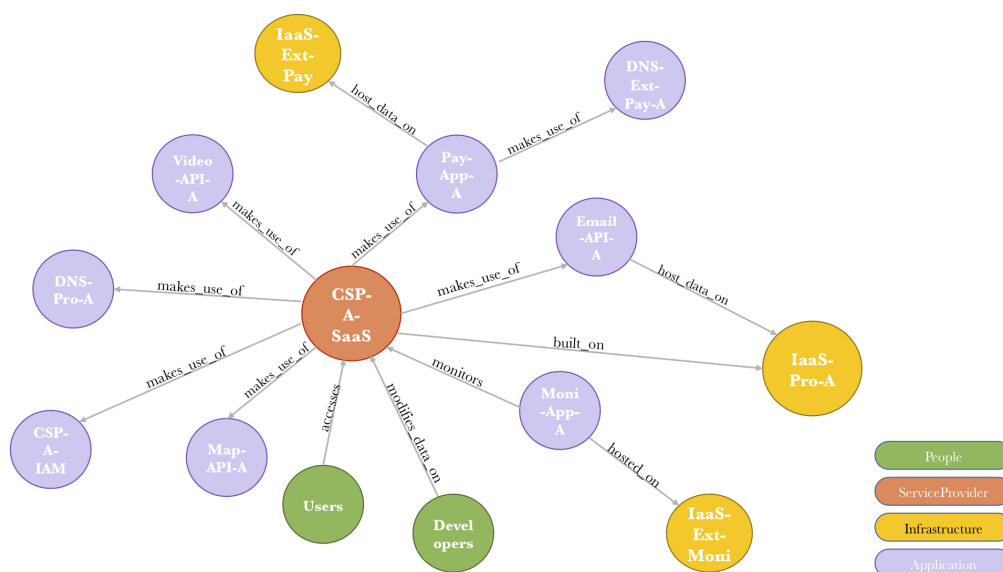 IaaS-
Ext-
Pay
DNS-
Ext-
Pay-A
host_data_on
makes_use_of
Video
-API-
A
Pay-
App-
A
makes_use_of
makes_use_of
Email
-API-
A
DNS-
Pro-A
makes_use_of
makes_use_of
host_data_on
CSP-
A-
SaaS
built_on
IaaS-
Pro-A
makes_use_of
makes_use_of
monitors
accesses
modifies_data_on
Moni
-App-
A
CSP-
A-
IAM
Map-
API-A
hosted_on
Users
Devel
opers
IaaS-
Ext-
Moni
People
ServiceProvider
Infrastructure
Application